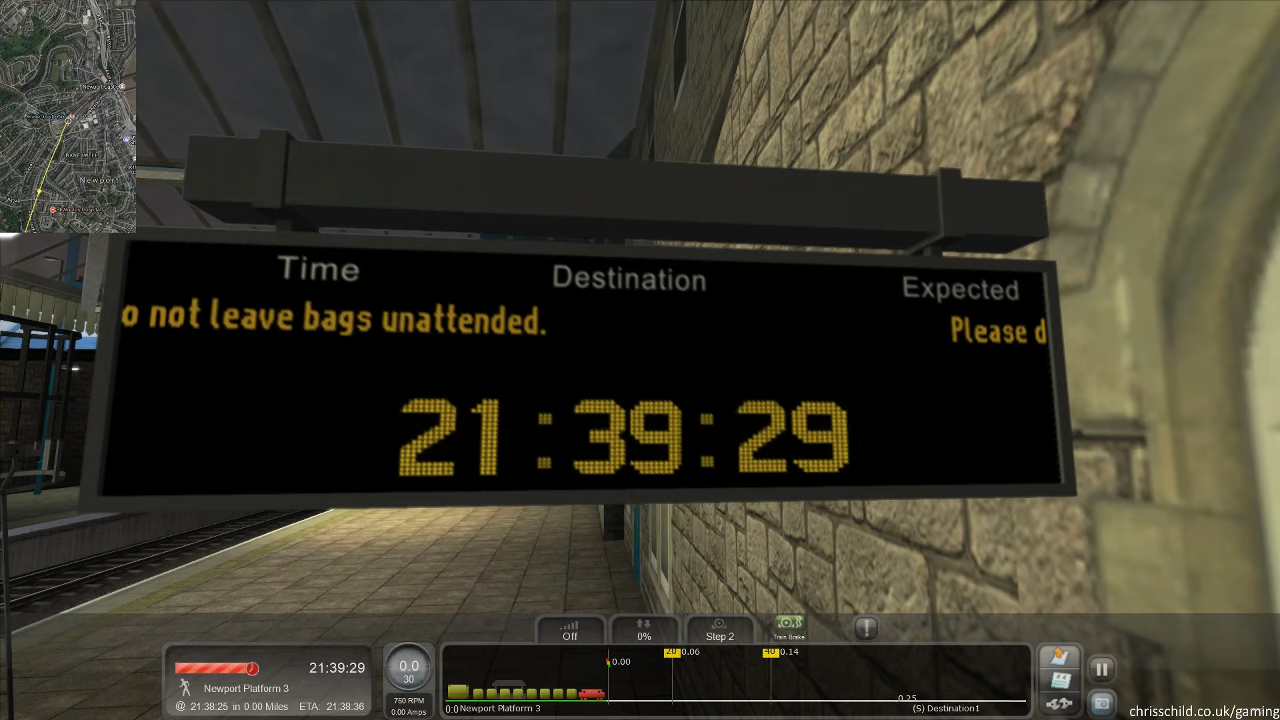 Newport
Time Destination Expected
o not leave bags unattended. Please d
21:39:29
Off
0%
Step 2
Train Brake
21:39:29
Newport Platform 3
@ 21:38:25 in 0.00 Miles ETA:
0.0
30
750 RPM
0.00 Amps
0.00
20 0.06
40 0.14
0.25
0:0 Newport Platform 3
(S) Destination1
chrisschild.co.uk/gaming